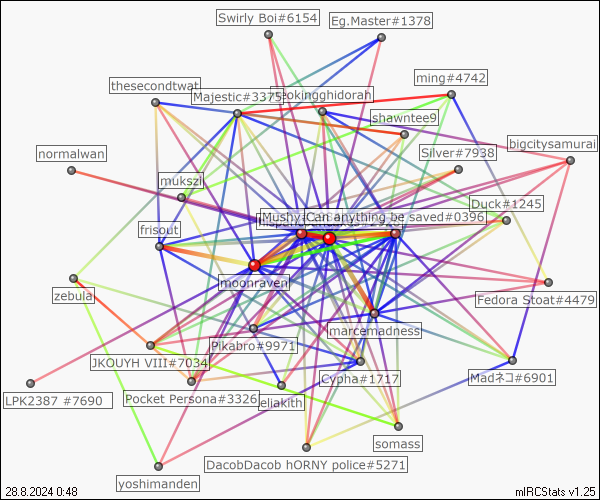 Swirly Boi#6154
Eg.Master#1378
ming#4742
thesecondtwat
Majestic#3375
eokingghidorah
shawntee9
bigcitysamurai
normalwan
Silver#7938
mukszi
Duck#1245
Mushy
Can anything be saved#0396
frisout
moonraven
zebula
Fedora Stoat#4479
marcemadness
Pikabro#9971
JKOUYH VIII#7034
Cypha#1717
Madネコ#6901
LPK2387 #7690
Pocket Persona#3326
eliakith
somass
DacobDacob hORNY police#5271
yoshimanden
28.8.2024 0:48
mIRCStats v1.25